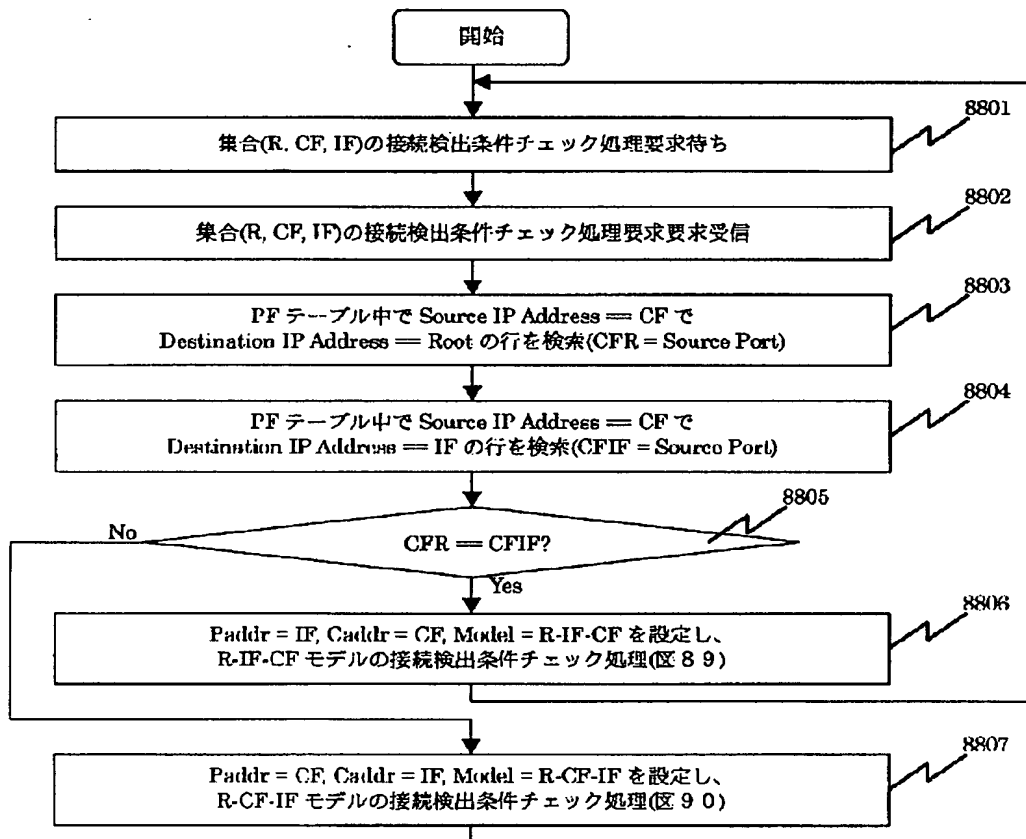 開始
8801
集合(R. CF, IF)の接続検出条件チェック処理要求待ち
8802
集合(R, CF, IF)の接続検出条件チェック処理要求要求受信
8803
PF テーブル中で Source IP Address == CF で
Destination IP Address == Root の行を検索(CFR = Source Port)
8804
PF テーブル中で Source IP Address == CF で
Destination IP Address == IF の行を検索(CFIF = Source Port)
8805
No
CFR == CFIF?
Yes
8806
Paddr = IF, Caddr = CF, Model = R-IF-CF を設定し、
R-IF-CF モデルの接続検出条件チェック処理(図８９)
8807
Paddr = CF, Caddr = IF, Model = R-CF-IF を設定し、
R-CF-IF モデルの接続検出条件チェック処理(図９０)